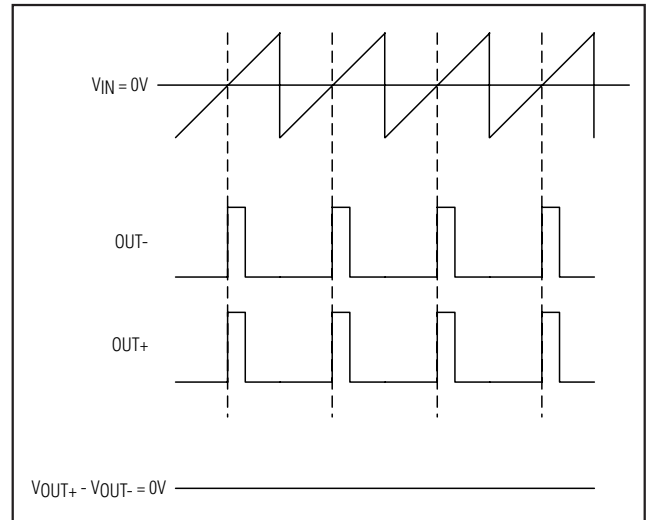 VIN = 0V
OUT-
OUT+
VOUT+ - VOUT- = 0V